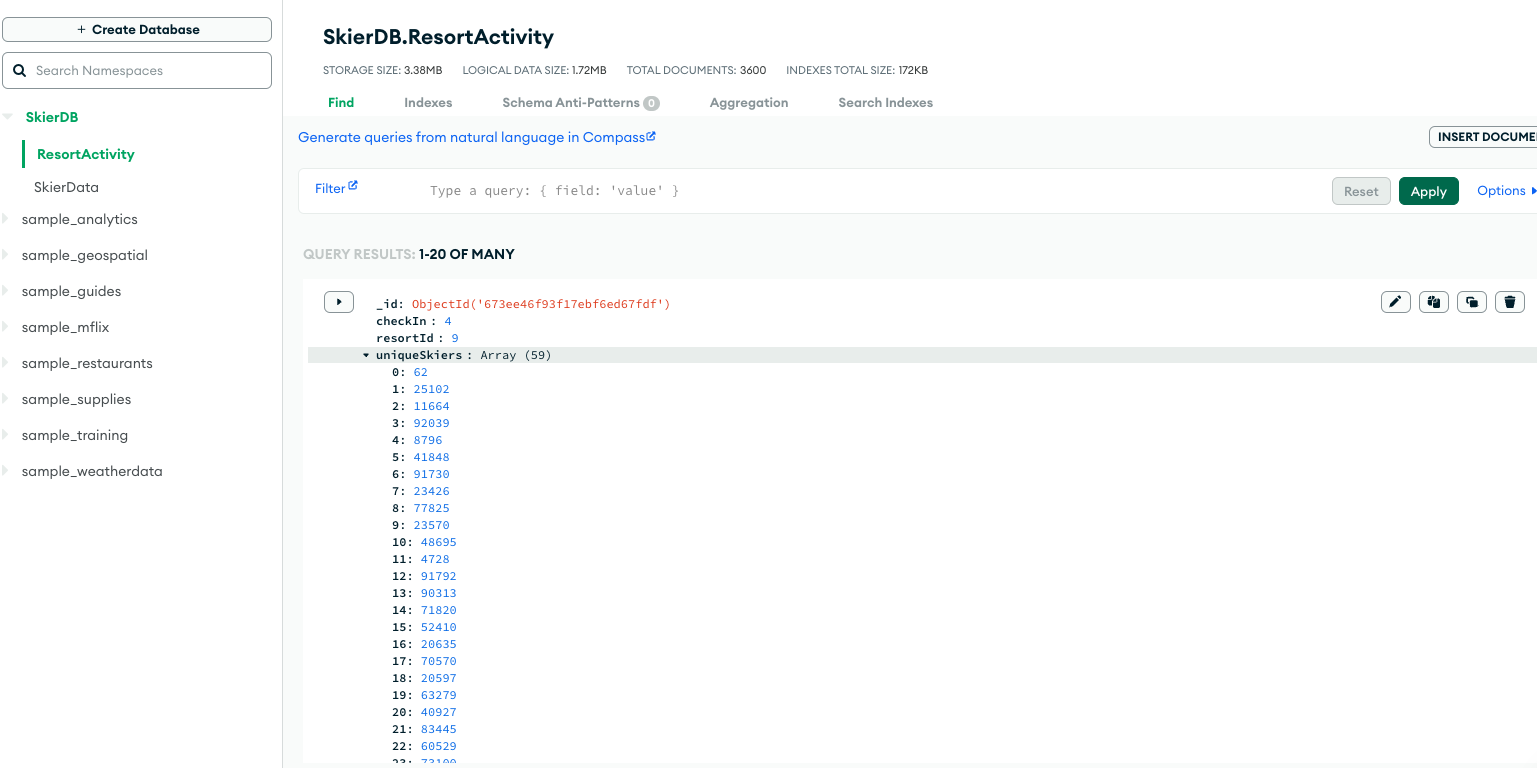 + Create Database
Search Namespaces
SkierDB
ResortActivity
SkierData
sample_analytics
sample_geospatial
sample_guides
sample_mflix
sample_restaurants
sample_supplies
sample_training
sample_weatherdata
SkierDB.ResortActivity
STORAGE SIZE: 3.38MB LOGICAL DATA SIZE: 1.72MB TOTAL DOCUMENTS: 3600 INDEXES TOTAL SIZE: 172KB
Find Indexes Schema Anti-Patterns 0 Aggregation Search Indexes
Generate queries from natural language in Compass
INSERT DOCUME
Filter Type a query: { field: 'value' } Reset Apply Options
QUERY RESULTS: 1-20 OF MANY
_id: ObjectId('673ee46f93f17ebf6ed67fdf')
checkIn : 4
resortId : 9
uniqueSkiers : Array (59)
0: 62
1: 25102
2: 11664
3: 92039
4: 8796
5: 41848
6: 91730
7: 23426
8: 77825
9: 23570
10: 48695
11: 4728
12: 91792
13: 90313
14: 71820
15: 52410
16: 20635
17: 70570
18: 20597
19: 63279
20: 40927
21: 83445
22: 60529
23: 73100